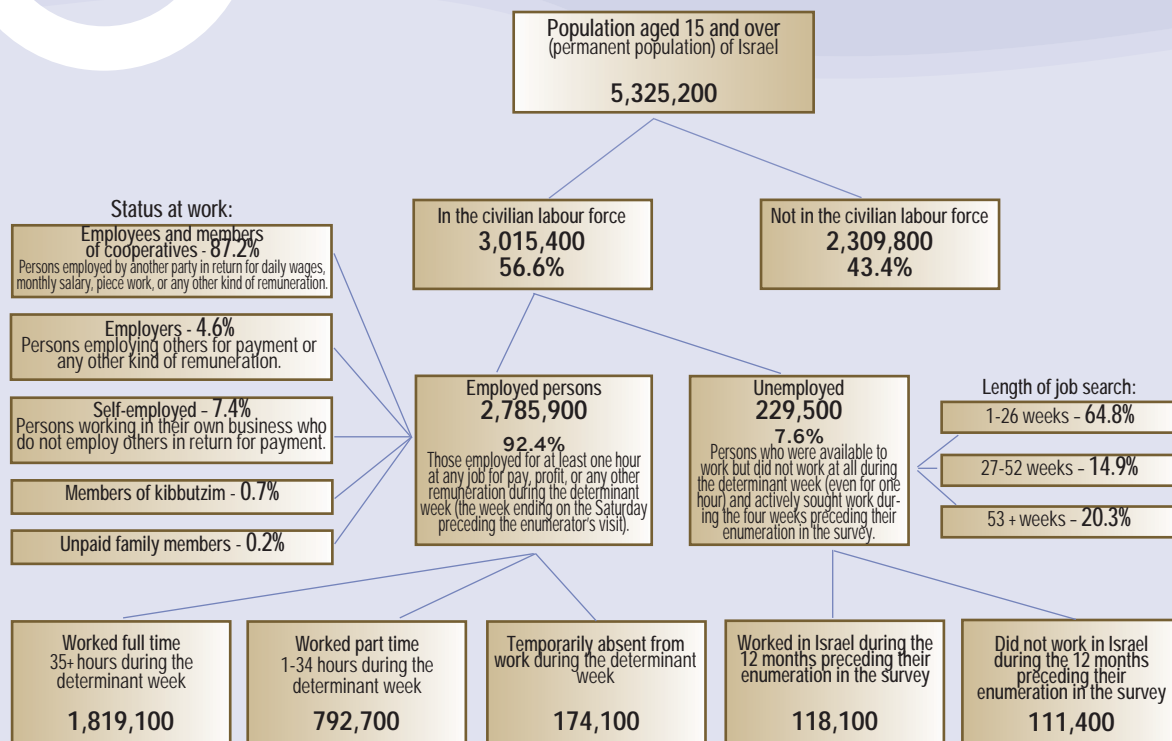 Population aged 15 and over
(permanent population) of Israel
5,325,200
In the civilian labour force
3,015,400
56.6%
Not in the civilian labour force
2,309,800
43.4%
Status at work:
Employees and members
of cooperatives - 87.2%
Persons employed by another party in return for daily wages,
monthly salary, piece work, or any other kind of remuneration.
Employers - 4.6%
Persons employing others for payment or
any other kind of remuneration.
Self-employed – 7.4%
Persons working in their own business who
do not employ others in return for payment.
Members of kibbutzim - 0.7%
Unpaid family members - 0.2%
Employed persons
2,785,900
92.4%
Those employed for at least one hour
at any job for pay, profit, or any other
remuneration during the determinant
week (the week ending on the Saturday
preceding the enumerator's visit).
Unemployed
229,500
7.6%
Persons who were available to
work but did not work at all during
the determinant week (even for one
hour) and actively sought work dur-
ing the four weeks preceding their
enumeration in the survey.
Length of job search:
1-26 weeks – 64.8%
27-52 weeks – 14.9%
53 + weeks – 20.3%
Worked full time
35+ hours during the
determinant week
1,819,100
Worked part time
1-34 hours during the
determinant week
792,700
Temporarily absent from
work during the determinant
week
174,100
Worked in Israel during the
12 months preceding their
enumeration in the survey
118,100
Did not work in Israel
during the 12 months
preceding their
enumeration in the survey
111,400